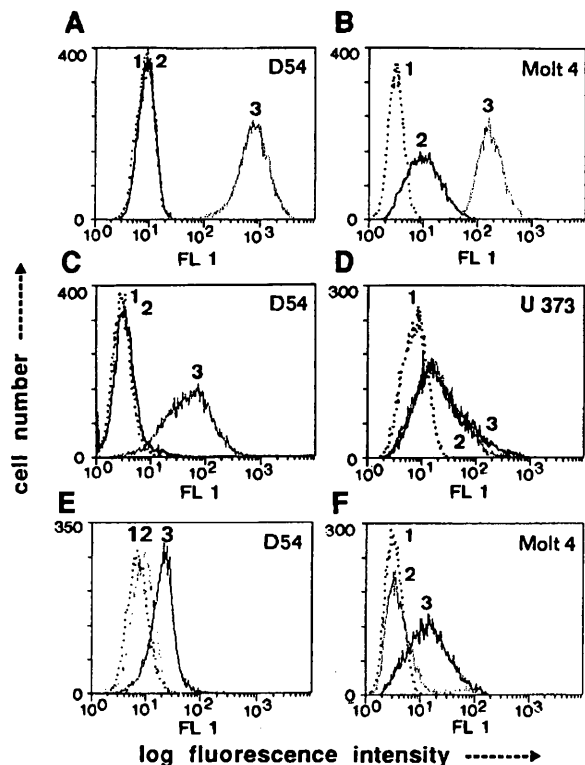 A
B
400
D54
1 2
3
0
10⁰ 10¹ 10² 10³
FL 1
400
Molt 4
1
2
3
0
10⁰ 10¹ 10² 10³
FL 1
C
D
400
D54
1
2
3
0
10⁰ 10¹ 10² 10³
FL 1
300
U 373
1
2
3
0
10⁰ 10¹ 10² 10³
FL 1
E
F
350
D54
1 2 3
0
10⁰ 10¹ 10² 10³
FL 1
300
Molt 4
1
2
3
0
10⁰ 10¹ 10² 10³
FL 1
cell number
log fluorescence intensity